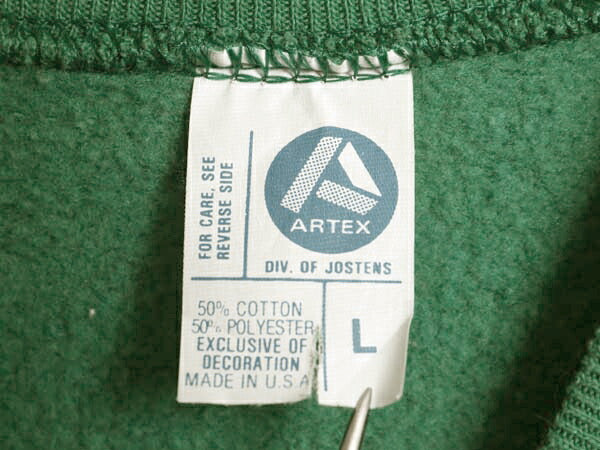 FOR CARE, SEE
REVERSE SIDE
ARTEX
DIV. OF JOSTENS
50% COTTON
50% POLYESTER
EXCLUSIVE OF
DECORATION
MADE IN U.S.A
L